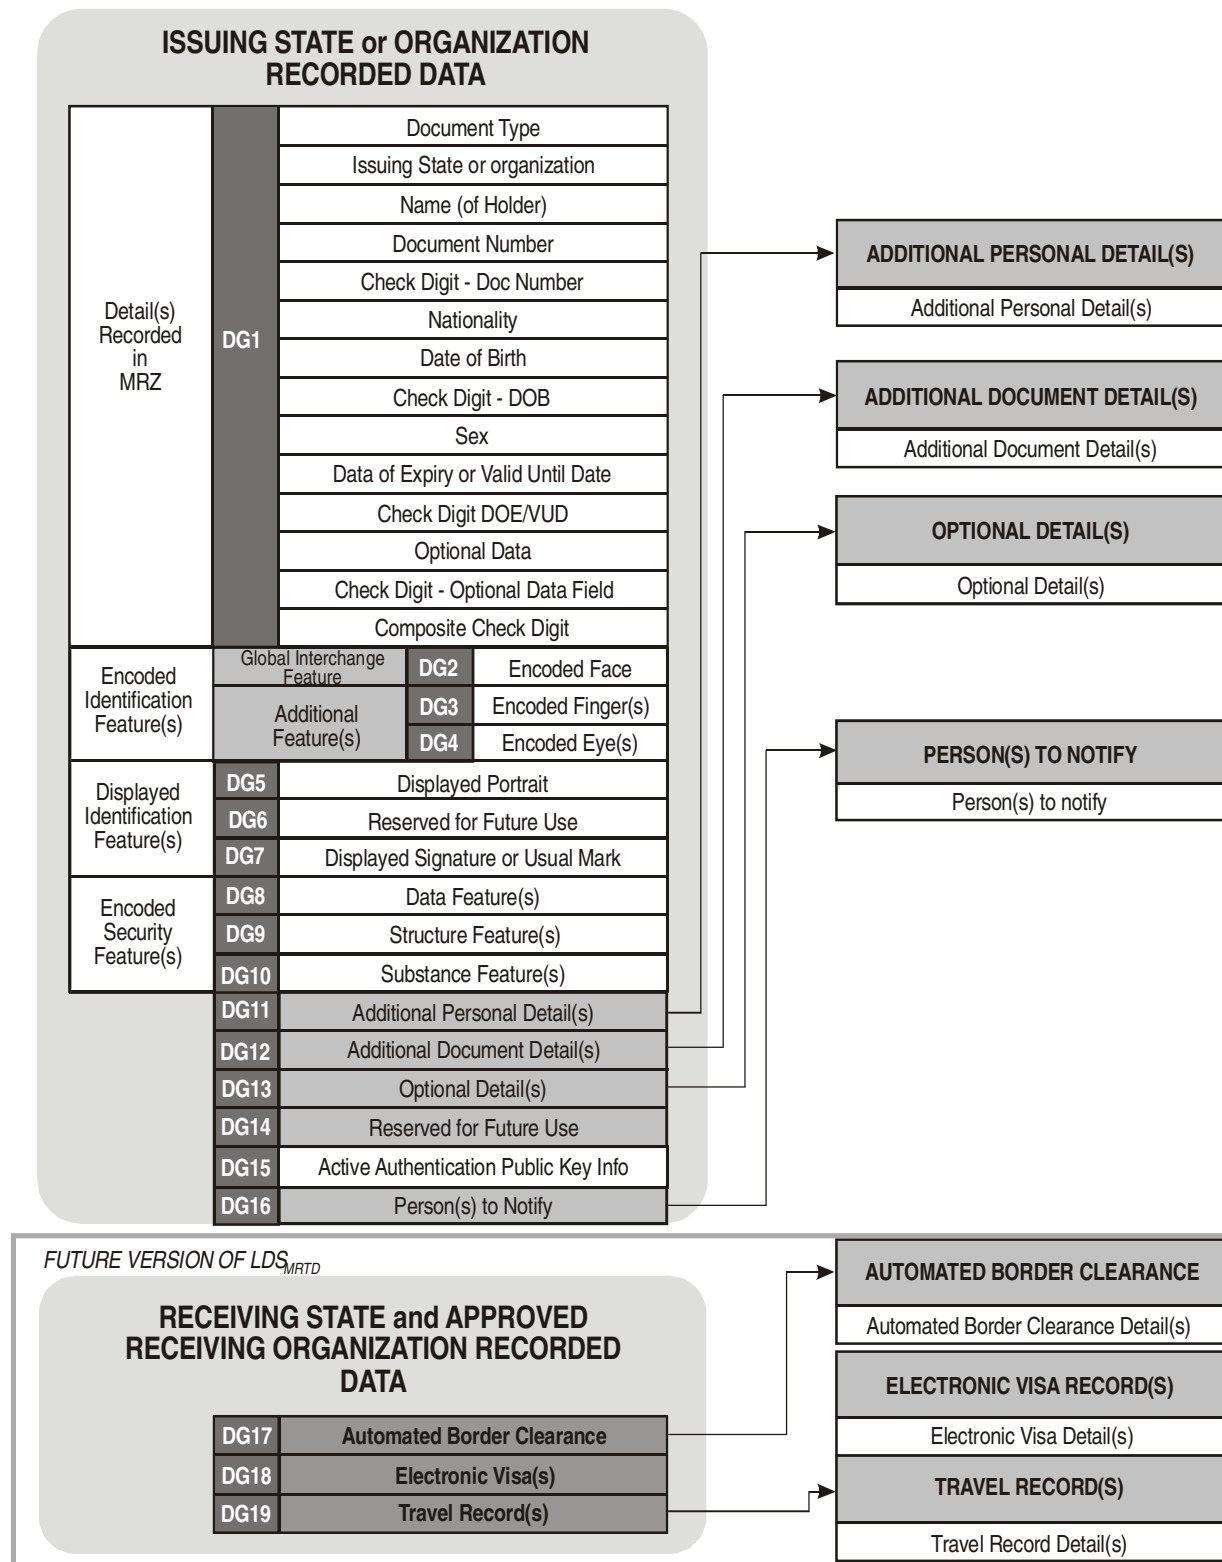 ISSUING STATE or ORGANIZATION
RECORDED DATA
Detail(s)
Recorded
in
MRZ
DG1
Document Type
Issuing State or organization
Name (of Holder)
Document Number
Check Digit - Doc Number
Nationality
Date of Birth
Check Digit - DOB
Sex
Data of Expiry or Valid Until Date
Check Digit DOE/VUD
Optional Data
Check Digit - Optional Data Field
Composite Check Digit
Encoded
Identification
Feature(s)
Global Interchange
Feature
DG2 Encoded Face
Additional
Feature(s)
DG3 Encoded Finger(s)
DG4 Encoded Eye(s)
Displayed
Identification
Feature(s)
DG5 Displayed Portrait
DG6 Reserved for Future Use
DG7 Displayed Signature or Usual Mark
Encoded
Security
Feature(s)
DG8 Data Feature(s)
DG9 Structure Feature(s)
DG10 Substance Feature(s)
DG11 Additional Personal Detail(s)
DG12 Additional Document Detail(s)
DG13 Optional Detail(s)
DG14 Reserved for Future Use
DG15 Active Authentication Public Key Info
DG16 Person(s) to Notify
ADDITIONAL PERSONAL DETAIL(S)
Additional Personal Detail(s)
ADDITIONAL DOCUMENT DETAIL(S)
Additional Document Detail(s)
OPTIONAL DETAIL(S)
Optional Detail(s)
PERSON(S) TO NOTIFY
Person(s) to notify
FUTURE VERSION OF LDS MRTD
RECEIVING STATE and APPROVED
RECEIVING ORGANIZATION RECORDED
DATA
DG17 Automated Border Clearance
DG18 Electronic Visa(s)
DG19 Travel Record(s)
AUTOMATED BORDER CLEARANCE
Automated Border Clearance Detail(s)
ELECTRONIC VISA RECORD(S)
Electronic Visa Detail(s)
TRAVEL RECORD(S)
Travel Record Detail(s)